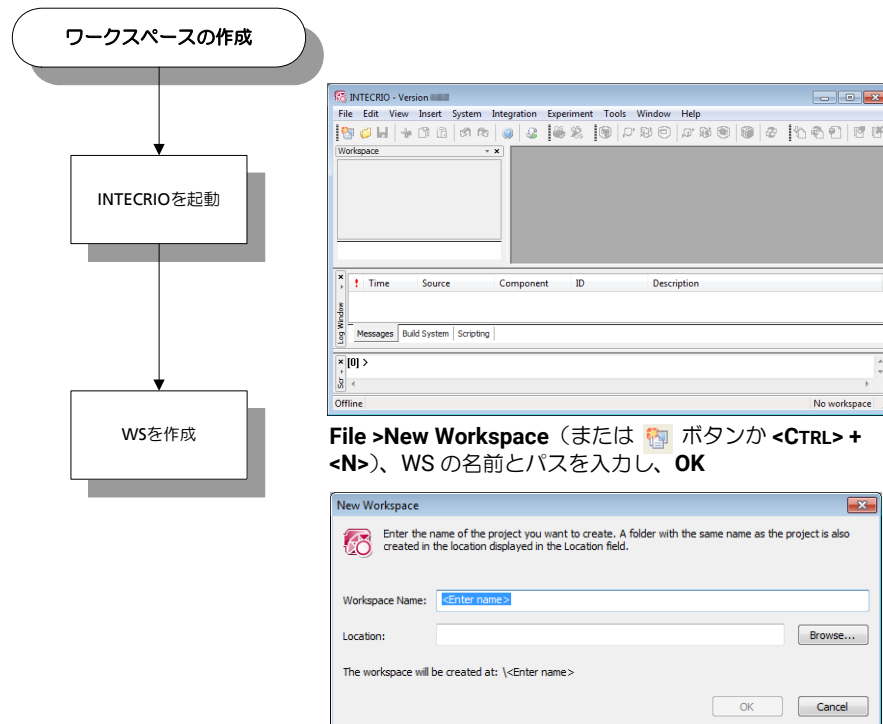 ワークスペースの作成
INTECRIOを起動
WSを作成
INTECRIO - Version
File Edit View Insert System Integration Experiment Tools Window Help
Workspace
! Time Source Component ID Description
Log Window
Messages Build System Scripting
Scr
[0] >
Offline No workspace
File >New Workspace（または ボタンか <CTRL> +
<N>）、WS の名前とパスを入力し、OK
New Workspace
Enter the name of the project you want to create. A folder with the same name as the project is also
created in the location displayed in the Location field.
Workspace Name: <Enter name>
Location: Browse...
The workspace will be created at: \<Enter name>
OK Cancel